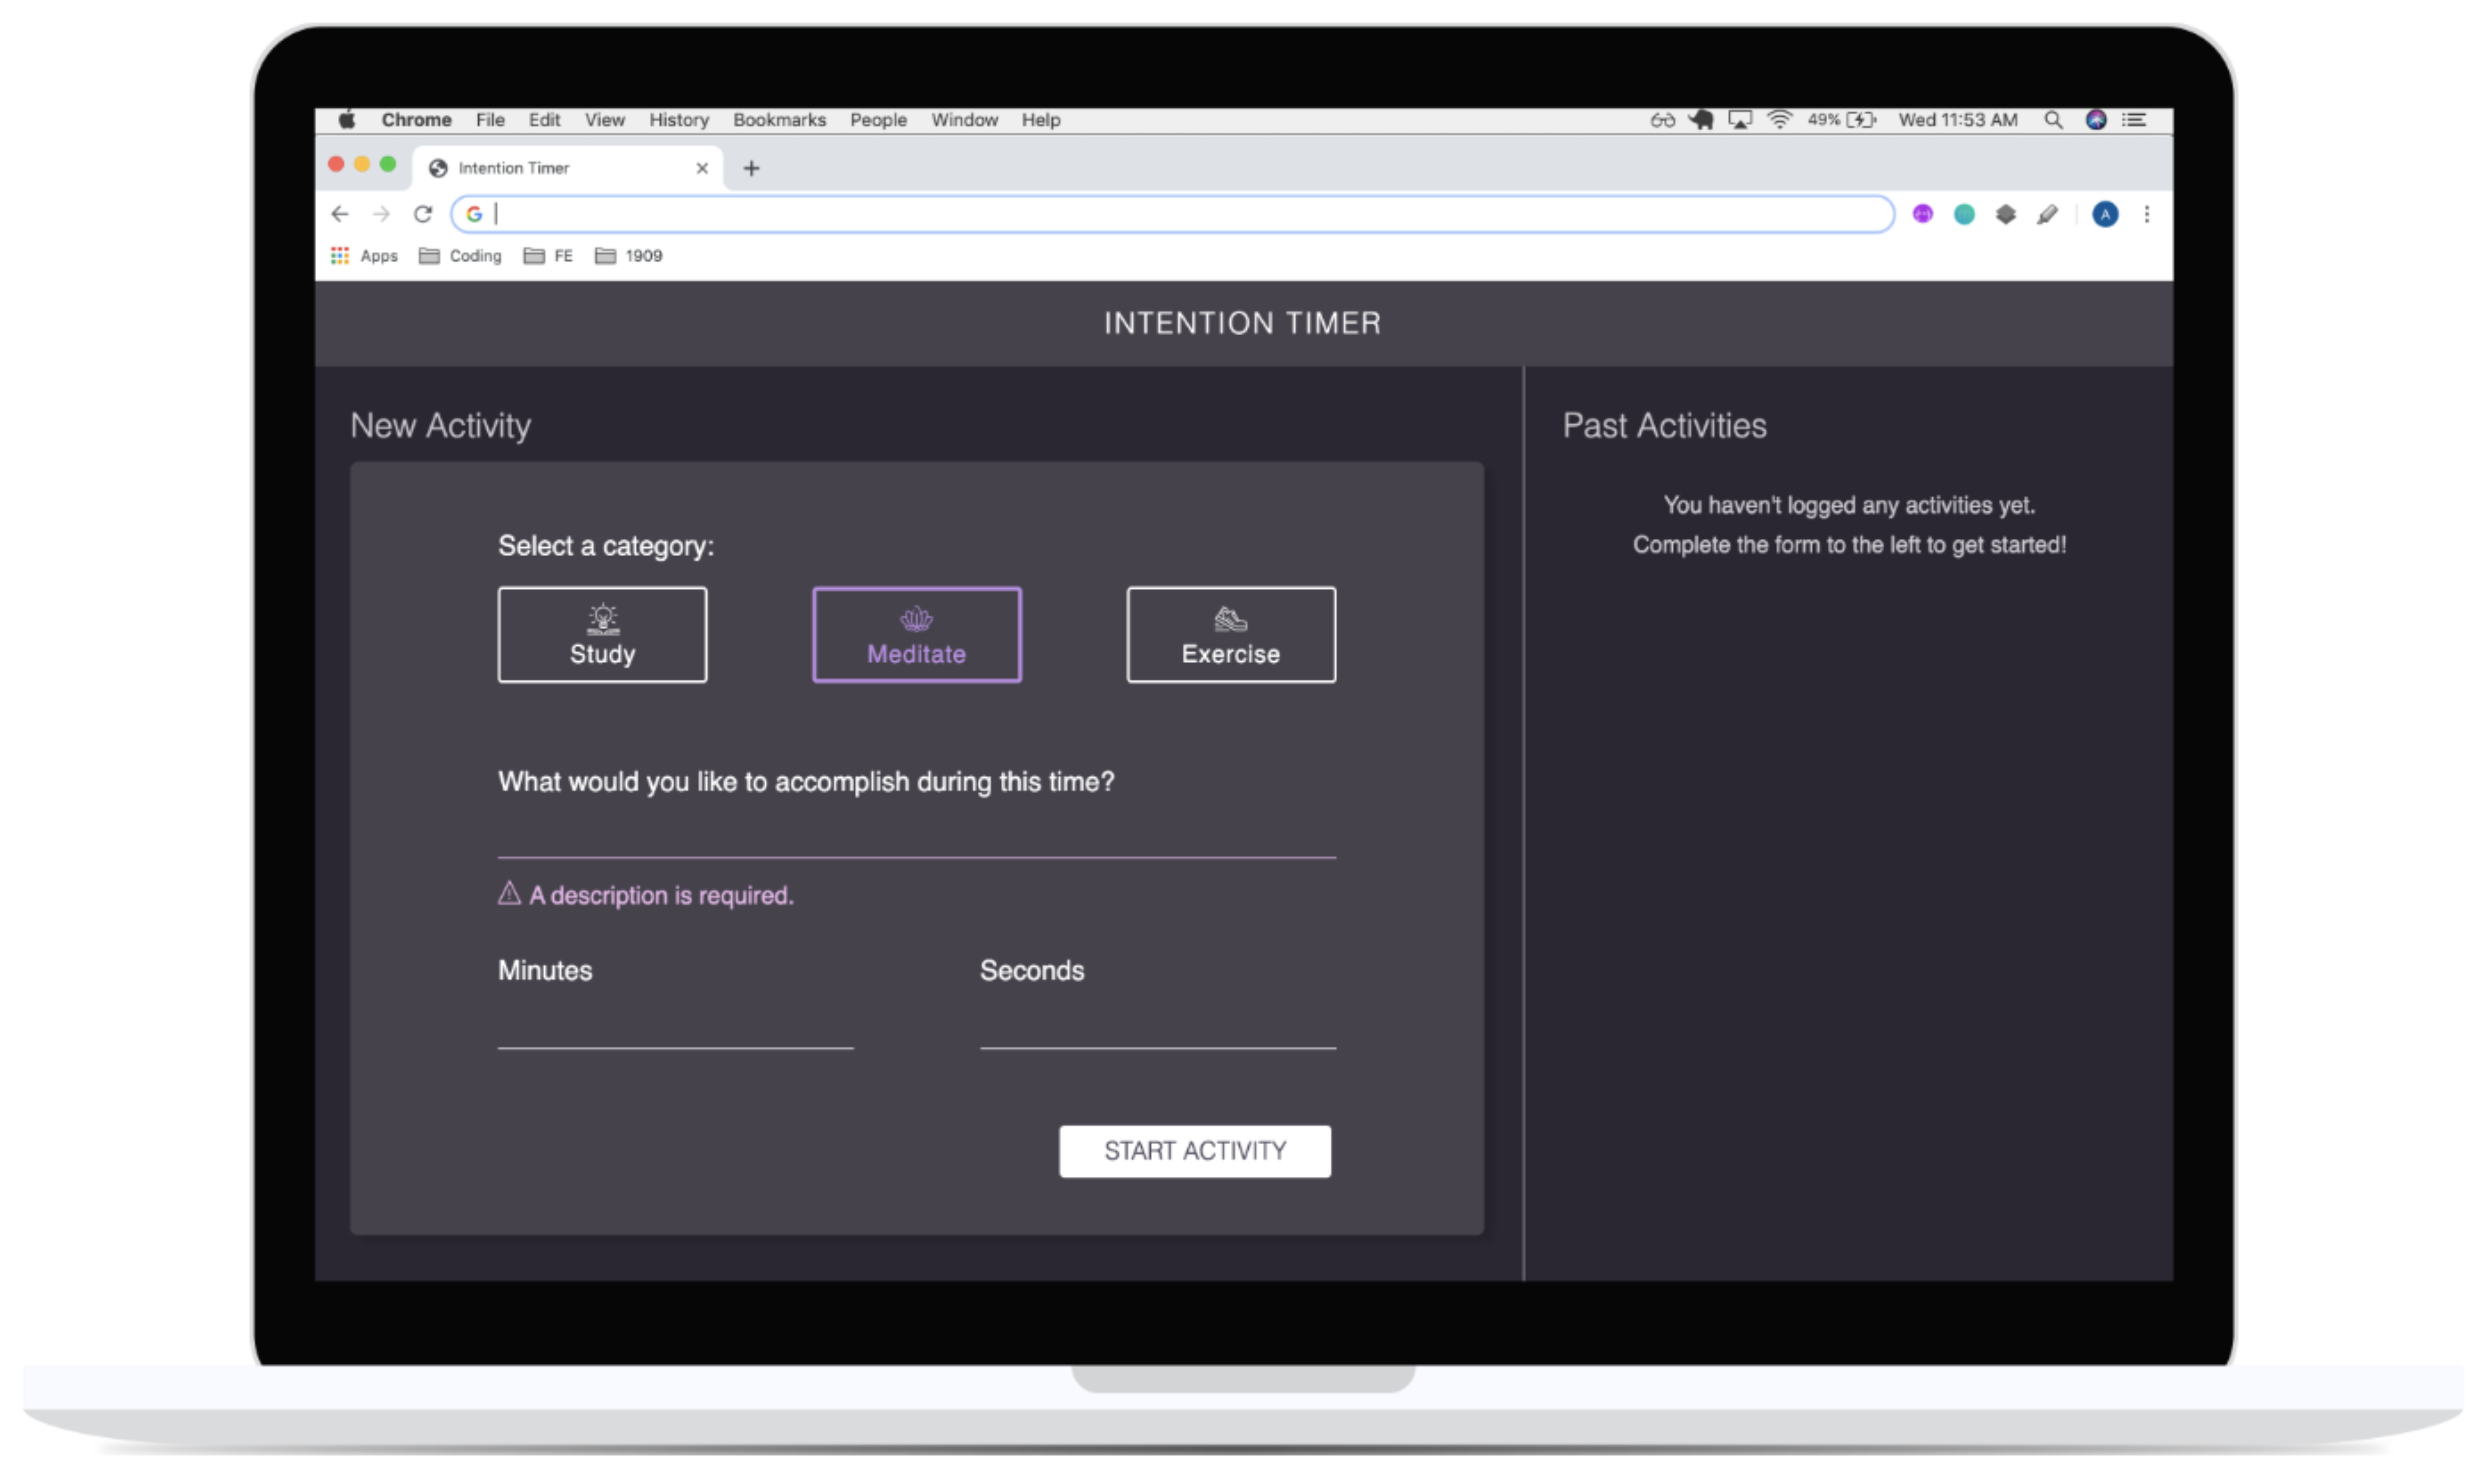 Chrome File Edit View History Bookmarks People Window Help 49% Wed 11:53 AM
Intention Timer
G
A
Apps Coding FE 1909
INTENTION TIMER
New Activity
Select a category:
Study Meditate Exercise
What would you like to accomplish during this time?
A description is required.
Minutes Seconds
START ACTIVITY
Past Activities
You haven't logged any activities yet.
Complete the form to the left to get started!